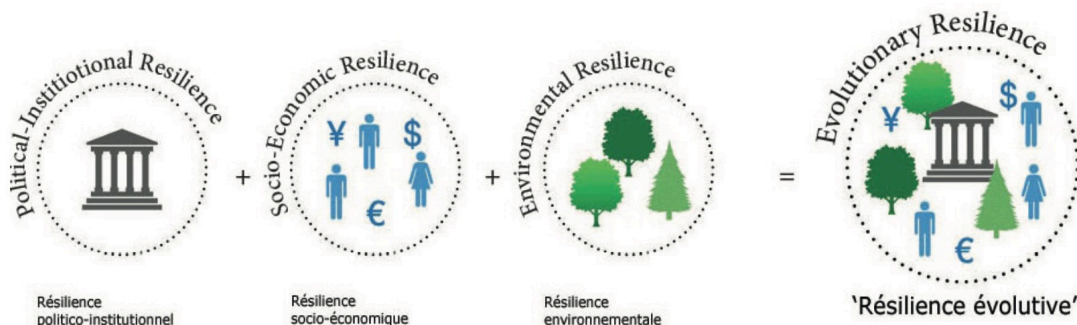 Political-Institiotional Resilience
+
Socio-Economic Resilience
¥
$
€
+
Environmental Resilience
=
Evolutionary Resilience
¥
$
€
Résilience
politico-institutionnel
Résilience
socio-économique
Résilience
environnementale
‘Résilience évolutive’